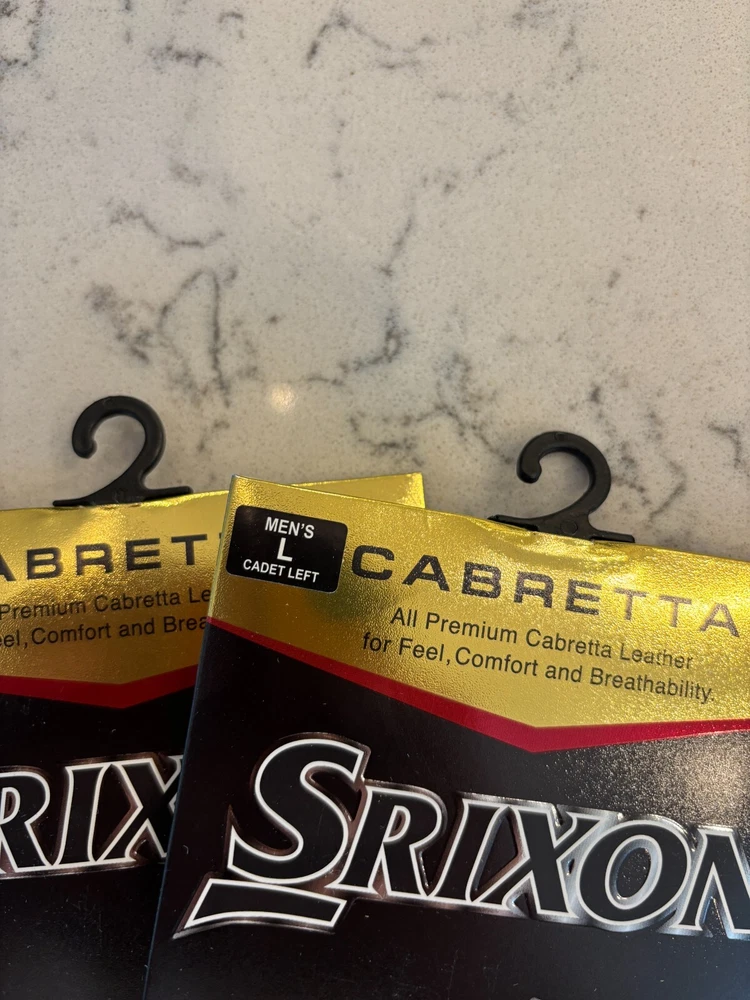 ABRET
Premium Cabretta Le
eel, Comfort and Brea
RIX
MEN'S
L
CADET LEFT
CABRETTA
All Premium Cabretta Leather
for Feel, Comfort and Breathability.
SRIXON